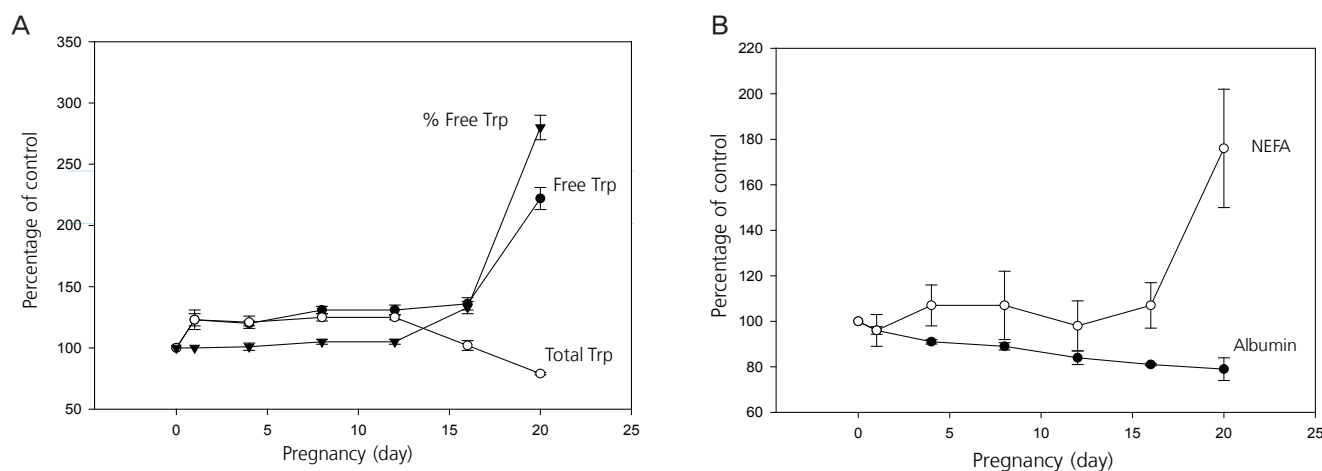 A
350
300
250
200
150
100
50
Percentage of control
% Free Trp
Free Trp
Total Trp
0 5 10 15 20 25
Pregnancy (day)
B
220
200
180
160
140
120
100
80
60
Percentage of control
NEFA
Albumin
0 5 10 15 20 25
Pregnancy (day)